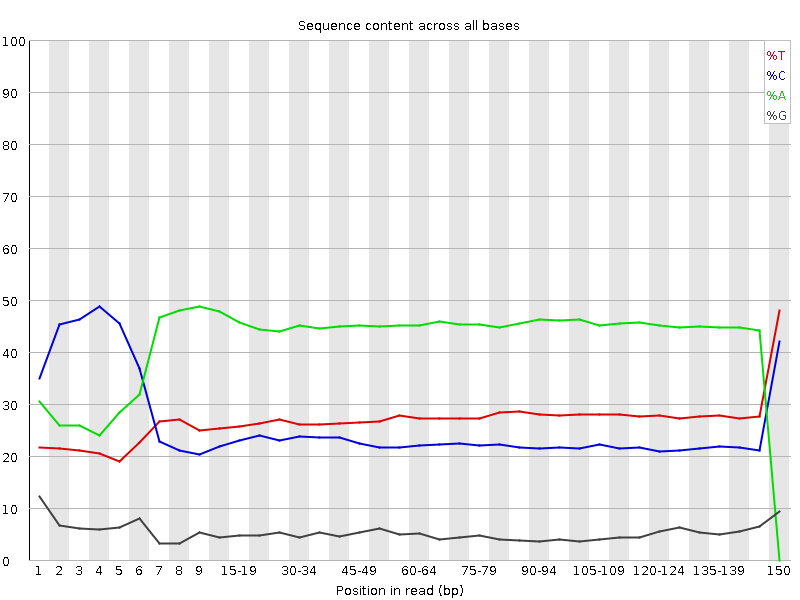 Sequence content across all bases
100
90
80
70
60
50
40
30
20
10
0
%T
%C
%A
%G
1 2 3 4 5 6 7 8 9 15-19 30-34 45-49 60-64 75-79 90-94 105-109 120-124 135-139 150
Position in read (bp)